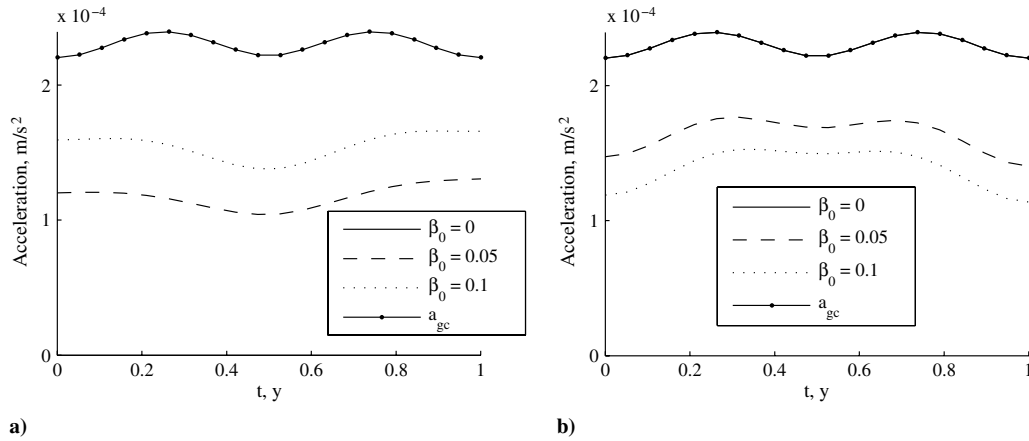 x 10⁻⁴
2
1
0
Acceleration, m/s²
0 0.2 0.4 0.6 0.8 1
t, y
β₀ = 0
β₀ = 0.05
β₀ = 0.1
a_gc
a)
x 10⁻⁴
2
1
0
Acceleration, m/s²
0 0.2 0.4 0.6 0.8 1
t, y
β₀ = 0
β₀ = 0.05
β₀ = 0.1
a_gc
b)